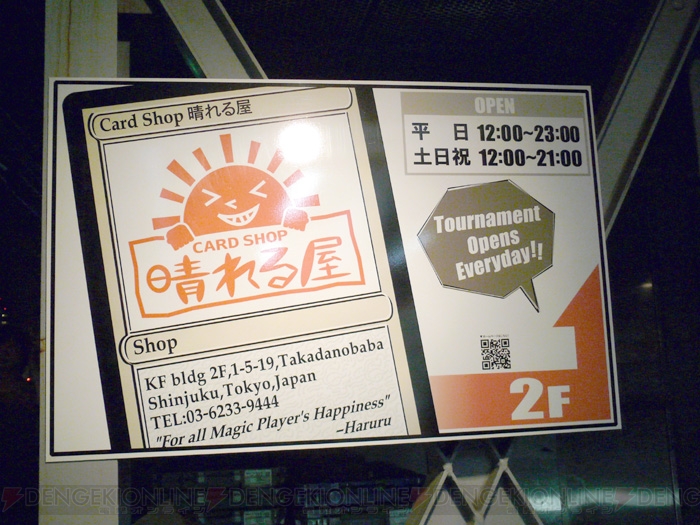 Card Shop 晴れる屋
CARD SHOP
晴れる屋
Shop
KF bldg 2F,1-5-19,Takadanobaba
Shinjuku,Tokyo,Japan
TEL:03-6233-9444
"For all Magic Player's Happiness"
–Haruru
OPEN
平 日 12:00~23:00
土日祝 12:00~21:00
Tournament
Opens
Everyday!!
2F
DENGEKIONLINE DENGEKIONLINE DENGEKIONLINE DENGEKIONLINE